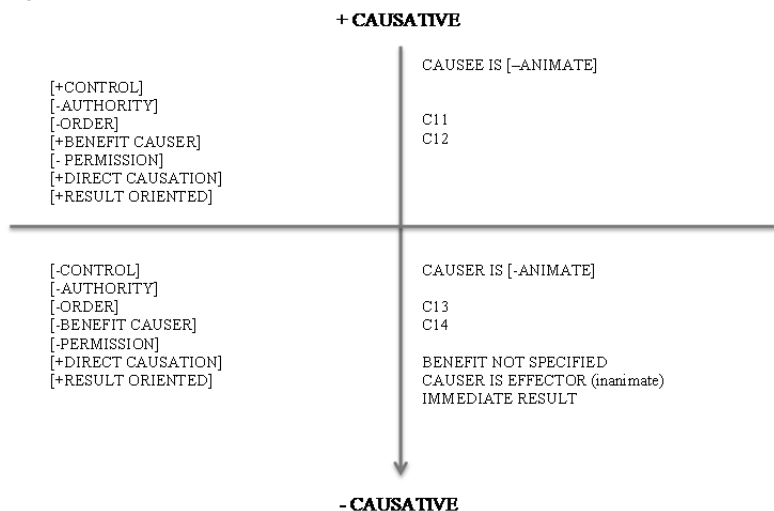 + CAUSATIVE
CAUSEE IS [–ANIMATE]
[+CONTROL]
[-AUTHORITY]
[-ORDER]
[+BENEFIT CAUSER]
[- PERMISSION]
[+DIRECT CAUSATION]
[+RESULT ORIENTED]
C11
C12
[-CONTROL]
[-AUTHORITY]
[-ORDER]
[-BENEFIT CAUSER]
[-PERMISSION]
[+DIRECT CAUSATION]
[+RESULT ORIENTED]
CAUSER IS [-ANIMATE]
C13
C14
BENEFIT NOT SPECIFIED
CAUSER IS EFFECTOR (inanimate)
IMMEDIATE RESULT
- CAUSATIVE